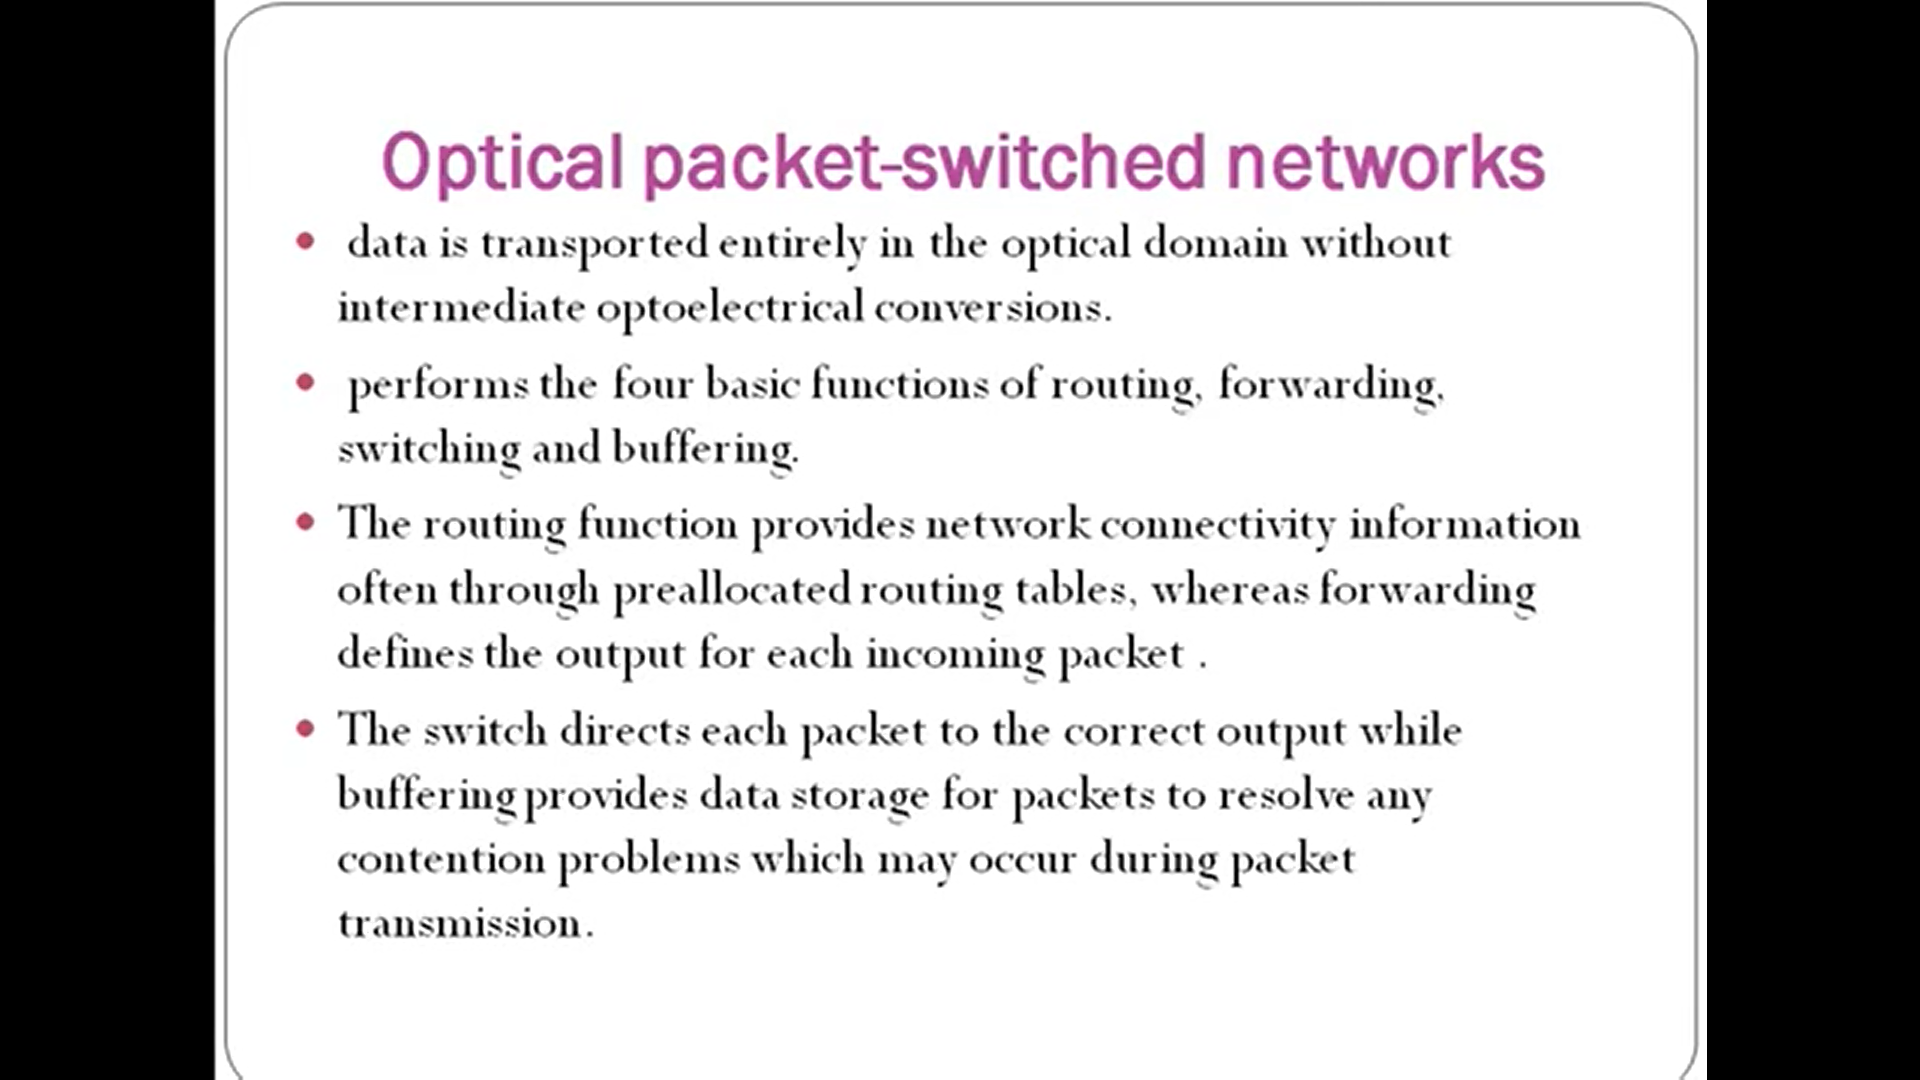 Optical packet-switched networks
• data is transported entirely in the optical domain without
intermediate optoelectrical conversions.
• performs the four basic functions of routing, forwarding,
switching and buffering.
• The routing function provides network connectivity information
often through preallocated routing tables, whereas forwarding
defines the output for each incoming packet .
• The switch directs each packet to the correct output while
buffering provides data storage for packets to resolve any
contention problems which may occur during packet
transmission.